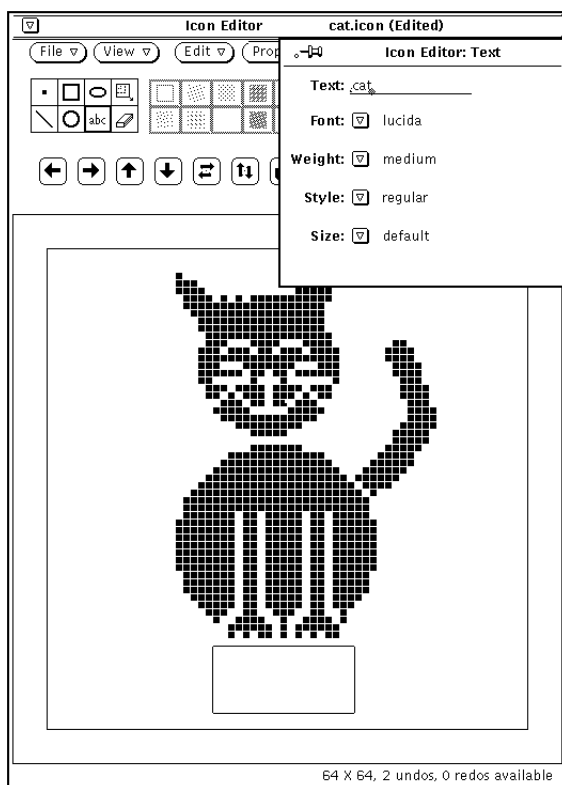 Icon Editor cat.icon (Edited)
File View Edit Prop
Icon Editor: Text
Text: cat
Font: lucida
abc
Weight: medium
Style: regular
Size: default
64 X 64, 2 undos, 0 redos available